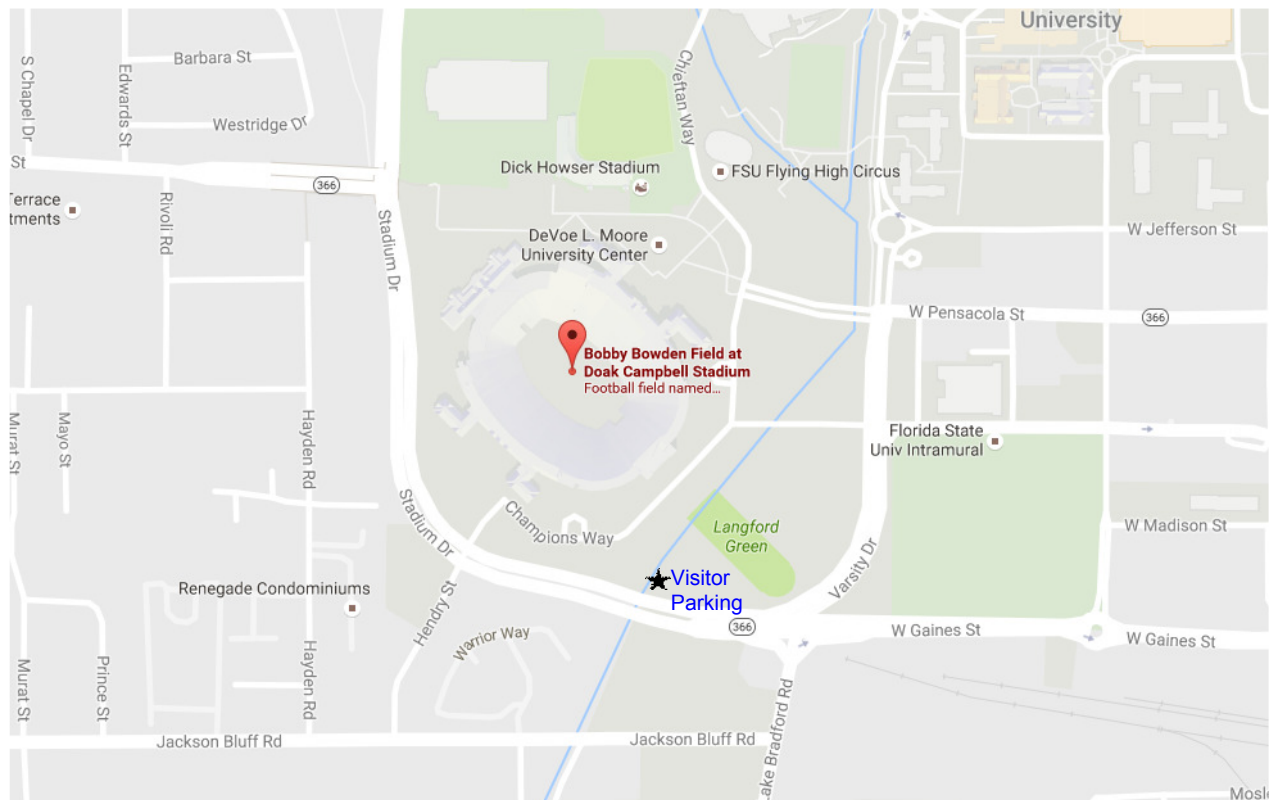 University
Barbara St
S Chapel Dr
Edwards St
Westridge Dr
Chieftan Way
St
366
Dick Howser Stadium
FSU Flying High Circus
Terrace
tments
Rivoli Rd
Stadium Dr
DeVoe L. Moore
University Center
W Jefferson St
W Pensacola St
366
Bobby Bowden Field at
Doak Campbell Stadium
Football field named...
Murat St
Mayo St
Hayden Rd
Florida State
Univ Intramural
Stadium Dr
Champions Way
Langford
Green
W Madison St
Varsity Dr
Visitor
Parking
Renegade Condominiums
Hendry St
Warrior Way
366
W Gaines St
W Gaines St
Murat St
Prince St
Hayden Rd
Lake Bradford Rd
Jackson Bluff Rd
Jackson Bluff Rd